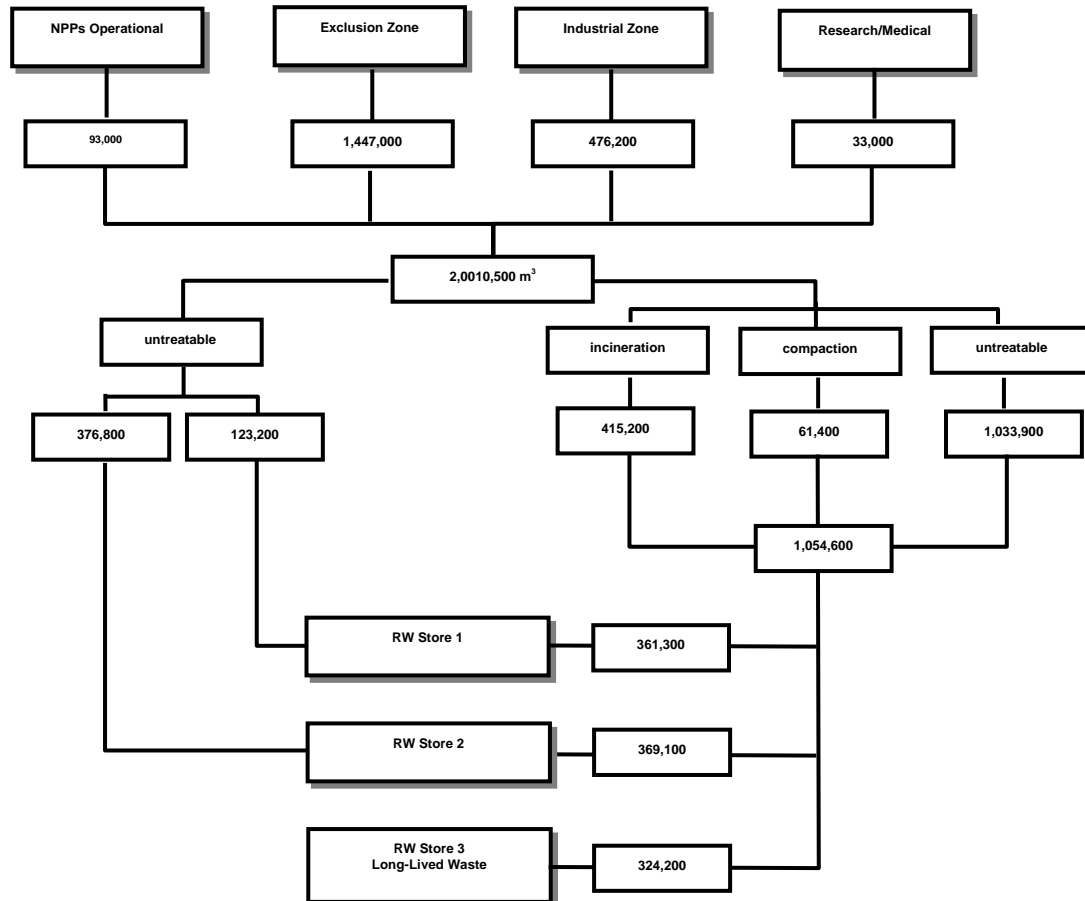 NPPs Operational
Exclusion Zone
Industrial Zone
Research/Medical
93,000
1,447,000
476,200
33,000
2,0010,500 m³
untreatable
incineration
compaction
untreatable
376,800
123,200
415,200
61,400
1,033,900
1,054,600
RW Store 1
361,300
RW Store 2
369,100
RW Store 3
Long-Lived Waste
324,200